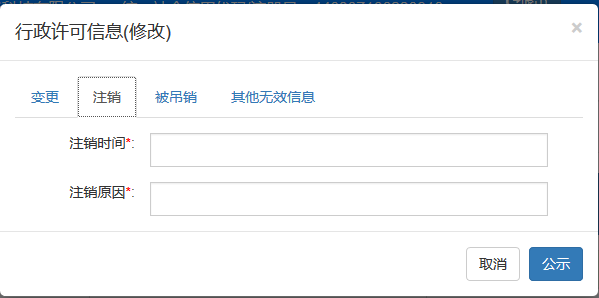 行政许可信息(修改)
×
变更 注销 被吊销 其他无效信息
注销时间*:
注销原因*:
取消 公示